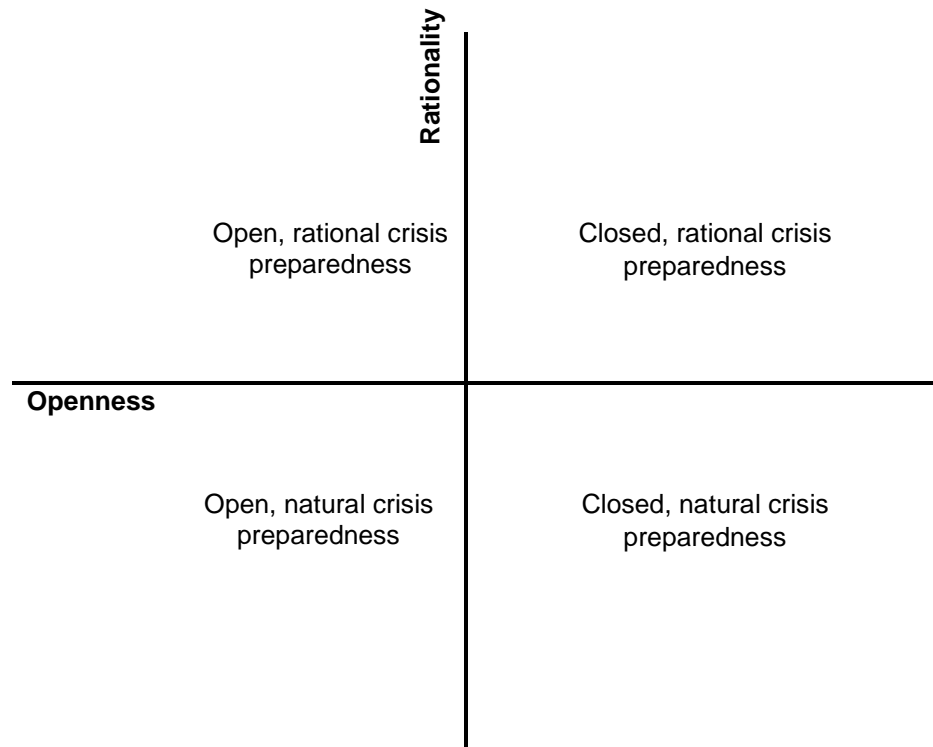 Rationality
Open, rational crisis
preparedness
Closed, rational crisis
preparedness
Openness
Open, natural crisis
preparedness
Closed, natural crisis
preparedness